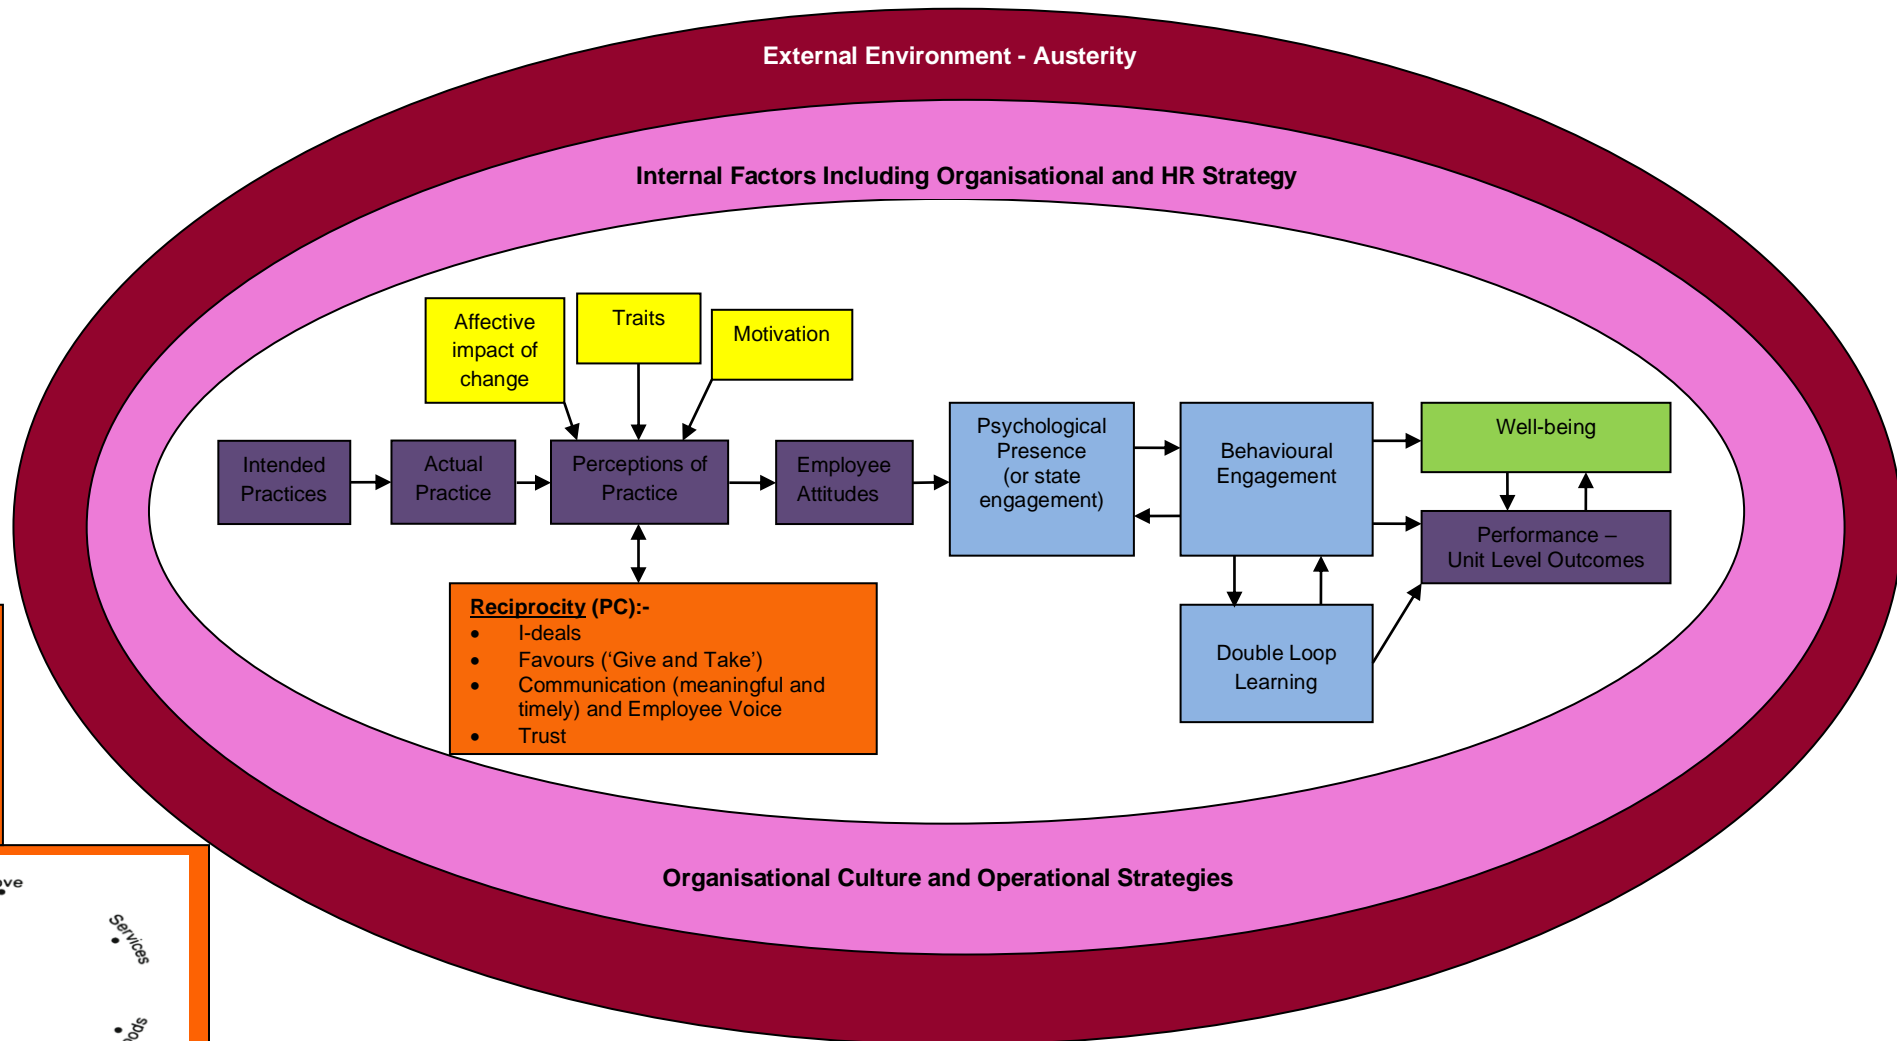 External Environment - Austerity
Internal Factors Including Organisational and HR Strategy
Affective
impact of
change
Traits
Motivation
Intended
Practices
Actual
Practice
Perceptions of
Practice
Employee
Attitudes
Psychological
Presence
(or state
engagement)
Behavioural
Engagement
Well-being
Performance –
Unit Level Outcomes
Reciprocity (PC):-
• I-deals
• Favours (‘Give and Take’)
• Communication (meaningful and
timely) and Employee Voice
• Trust
Double Loop
Learning
Organisational Culture and Operational Strategies
Services